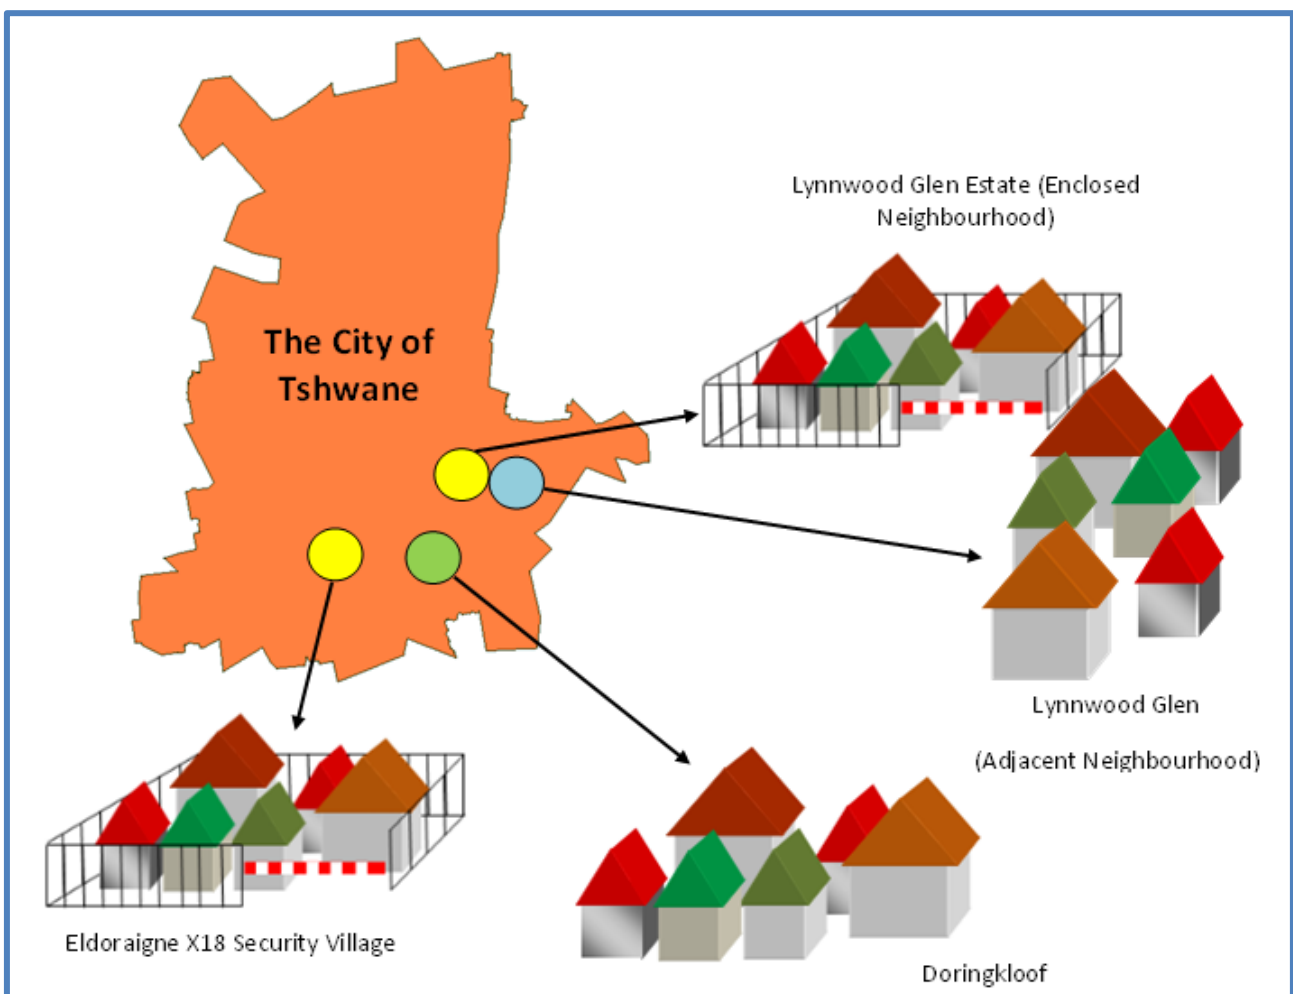 Lynnwood Glen Estate (Enclosed
Neighbourhood)
The City of
Tshwane
Lynnwood Glen
(Adjacent Neighbourhood)
Eldoraigne X18 Security Village
Doringkloof